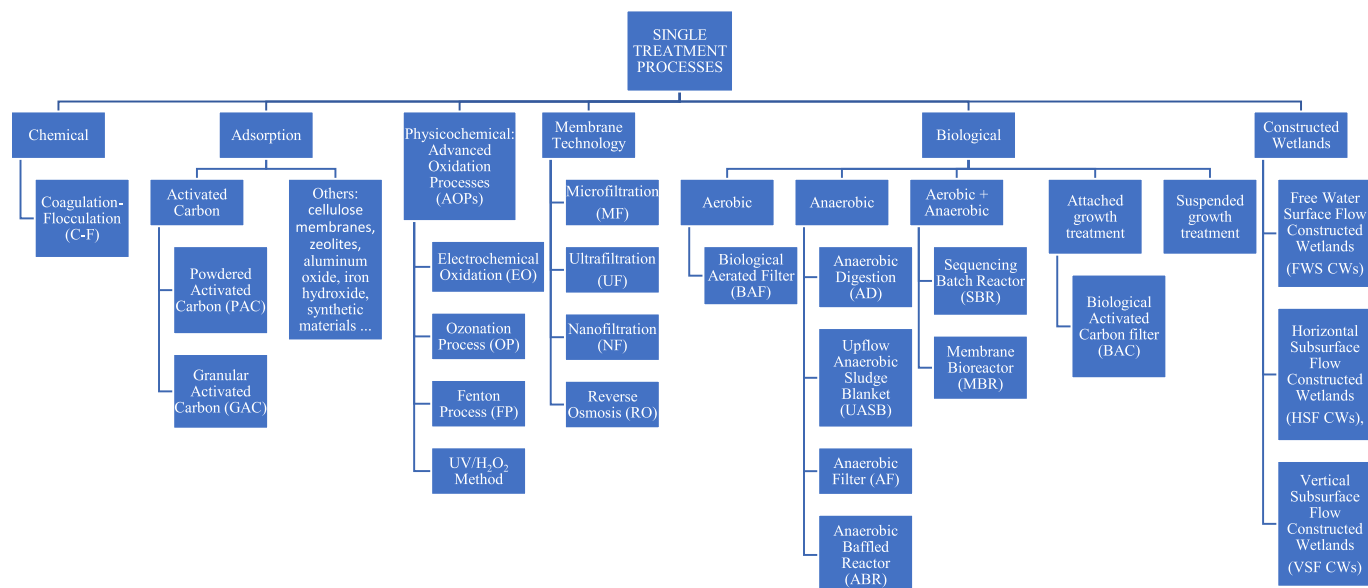 SINGLE
TREATMENT
PROCESSES
Chemical
Coagulation-
Flocculation
(C-F)
Adsorption
Activated
Carbon
Powdered
Activated
Carbon (PAC)
Granular
Activated
Carbon (GAC)
Others:
cellulose
membranes,
zeolites,
aluminum
oxide, iron
hydroxide,
synthetic
materials ...
Physicochemical:
Advanced
Oxidation
Processes
(AOPs)
Electrochemical
Oxidation (EO)
Ozonation
Process (OP)
Fenton
Process (FP)
UV/H₂O₂
Method
Membrane
Technology
Microfiltration
(MF)
Ultrafiltration
(UF)
Nanofiltration
(NF)
Reverse
Osmosis (RO)
Biological
Aerobic
Biological
Aerated Filter
(BAF)
Anaerobic
Anaerobic
Digestion
(AD)
Upflow
Anaerobic
Sludge
Blanket
(UASB)
Anaerobic
Filter (AF)
Anaerobic
Baffled
Reactor
(ABR)
Aerobic +
Anaerobic
Sequencing
Batch Reactor
(SBR)
Membrane
Bioreactor
(MBR)
Attached
growth
treatment
Biological
Activated
Carbon filter
(BAC)
Suspended
growth
treatment
Constructed
Wetlands
Free Water
Surface Flow
Constructed
Wetlands
(FWS CWs)
Horizontal
Subsurface
Flow
Constructed
Wetlands
(HSF CWs),
Vertical
Subsurface
Flow
Constructed
Wetlands
(VSF CWs)